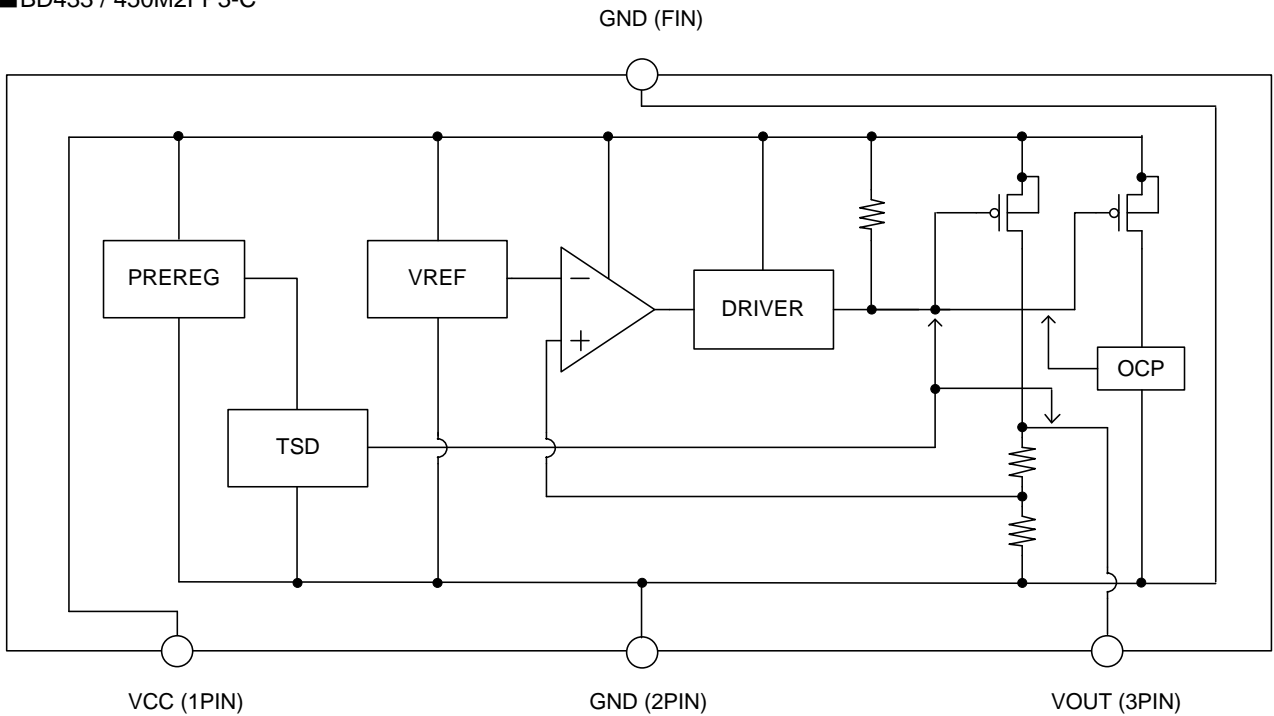 GND (FIN)
PREREG
VREF
−
+
DRIVER
OCP
TSD
VCC (1PIN)
GND (2PIN)
VOUT (3PIN)